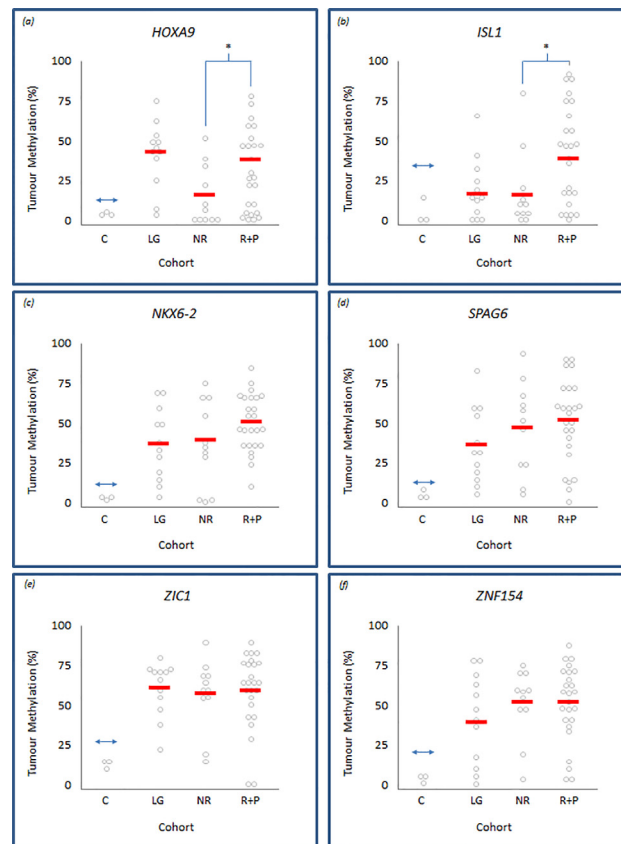 (a)
HOXA9
*
100
75
50
25
0
Tumour Methylation (%)
C LG NR R+P
Cohort
(b)
ISL1
*
100
75
50
25
0
Tumour Methylation (%)
C LG NR R+P
Cohort
(c)
NKX6-2
100
75
50
25
0
Tumour Methylation (%)
C LG NR R+P
Cohort
(d)
SPAG6
100
75
50
25
0
Tumour Methylation (%)
C LG NR R+P
Cohort
(e)
ZIC1
100
75
50
25
0
Tumour Methylation (%)
C LG NR R+P
Cohort
(f)
ZNF154
100
75
50
25
0
Tumour Methylation (%)
C LG NR R+P
Cohort